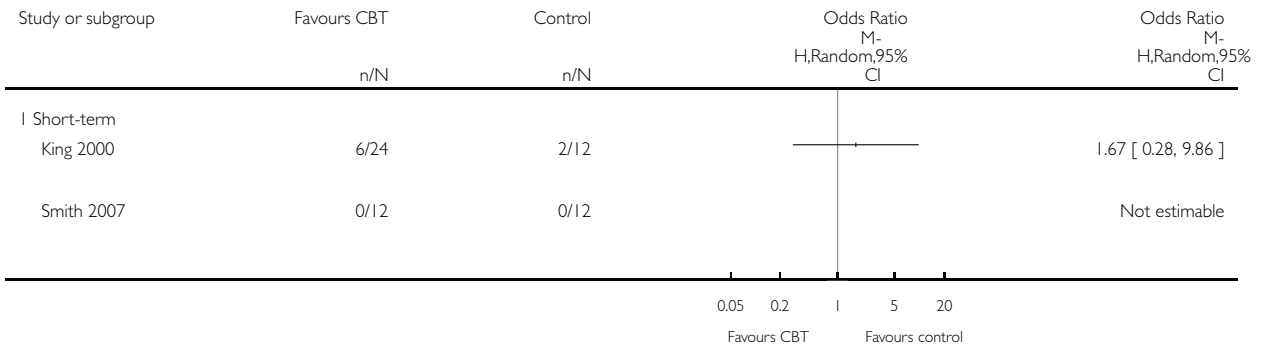 Study or subgroup Favours CBT Control Odds Ratio Odds Ratio
M- M-
H,Random,95% H,Random,95%
n/N n/N CI CI
1 Short-term
King 2000 6/24 2/12 1.67 [ 0.28, 9.86 ]
Smith 2007 0/12 0/12 Not estimable
0.05 0.2 1 5 20
Favours CBT Favours control